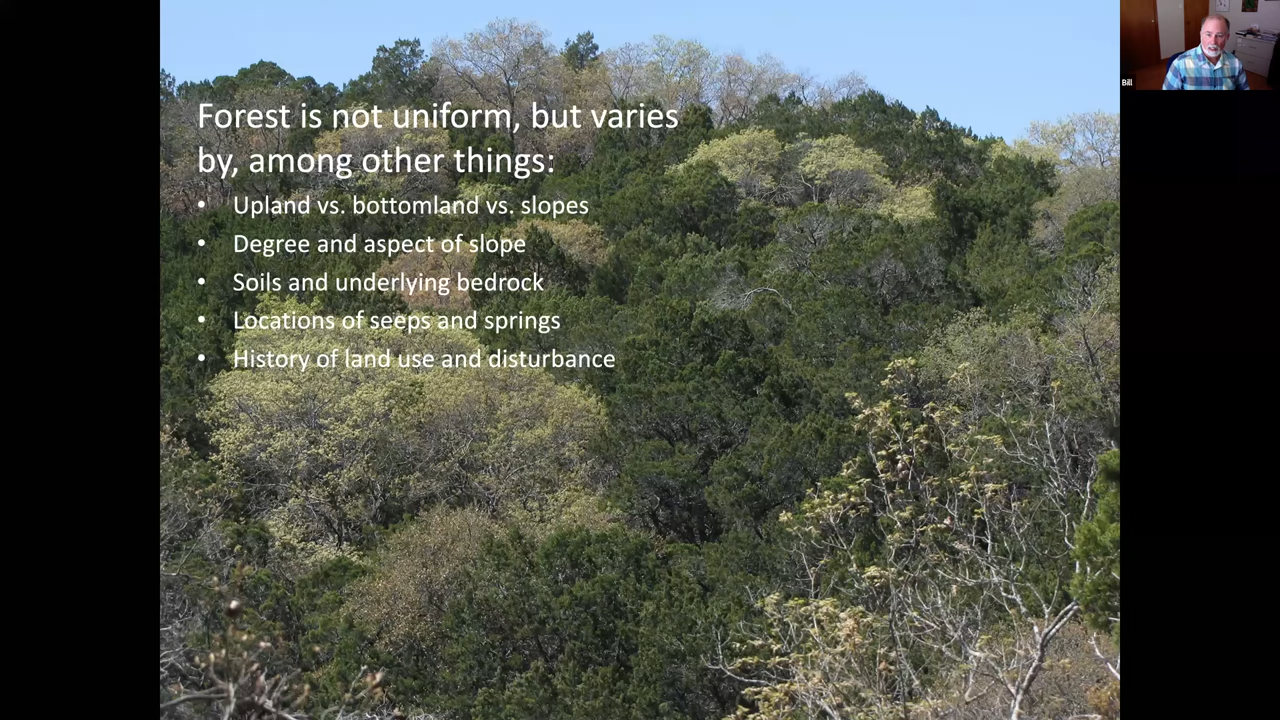 Forest is not uniform, but varies
by, among other things:
• Upland vs. bottomland vs. slopes
• Degree and aspect of slope
• Soils and underlying bedrock
• Locations of seeps and springs
• History of land use and disturbance
Bill